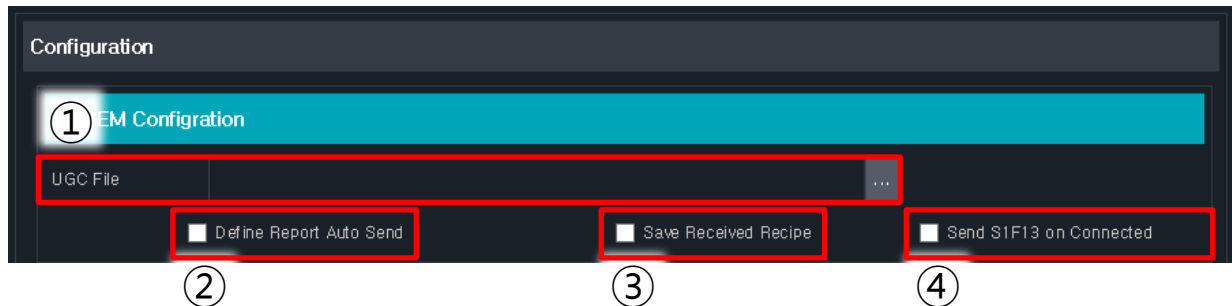 Configuration
① EM Configration
UGC File ...
Define Report Auto Send Save Received Recipe Send S1F13 on Connected
② ③ ④